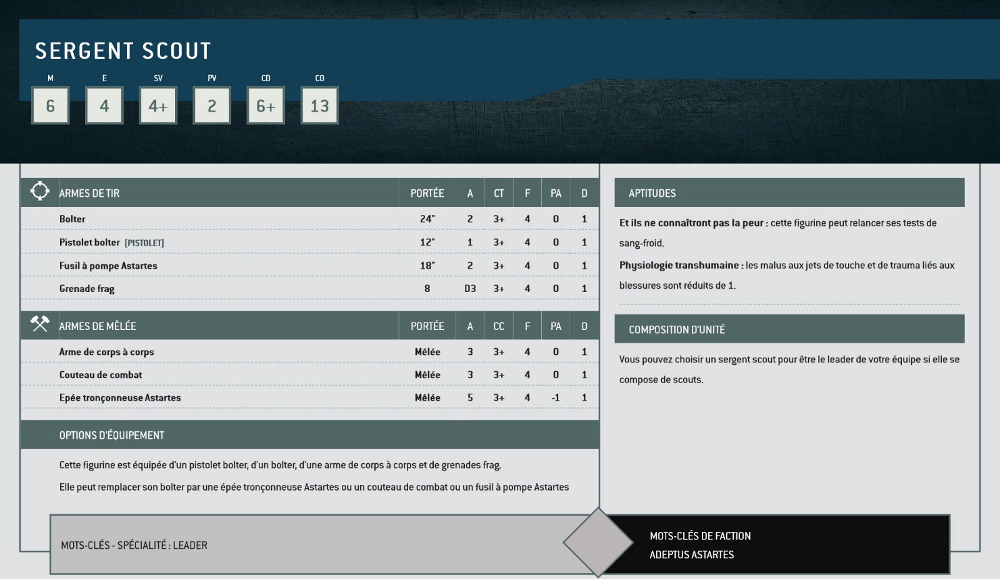 SERGENT SCOUT
M E SV PV CD CO
6 4 4+ 2 6+ 13
ARMES DE TIR PORTÉE A CT F PA D
Bolter 24" 2 3+ 4 0 1
Pistolet bolter [PISTOLET] 12" 1 3+ 4 0 1
Fusil à pompe Astartes 18" 2 3+ 4 0 1
Grenade frag 8 D3 3+ 4 0 1
ARMES DE MÊLÉE PORTÉE A CC F PA D
Arme de corps à corps Mêlée 3 3+ 4 0 1
Couteau de combat Mêlée 3 3+ 4 0 1
Epée tronçonneuse Astartes Mêlée 5 3+ 4 -1 1
OPTIONS D'ÉQUIPEMENT
Cette figurine est équipée d'un pistolet bolter, d'un bolter, d'une arme de corps à corps et de grenades frag.
Elle peut remplacer son bolter par une épée tronçonneuse Astartes ou un couteau de combat ou un fusil à pompe Astartes
APTITUDES
Et ils ne connaîtront pas la peur : cette figurine peut relancer ses tests de
sang-froid.
Physiologie transhumaine : les malus aux jets de touche et de trauma liés aux
blessures sont réduits de 1.
COMPOSITION D'UNITÉ
Vous pouvez choisir un sergent scout pour être le leader de votre équipe si elle se
compose de scouts.
MOTS-CLÉS - SPÉCIALITÉ : LEADER
MOTS-CLÉS DE FACTION
ADEPTUS ASTARTES